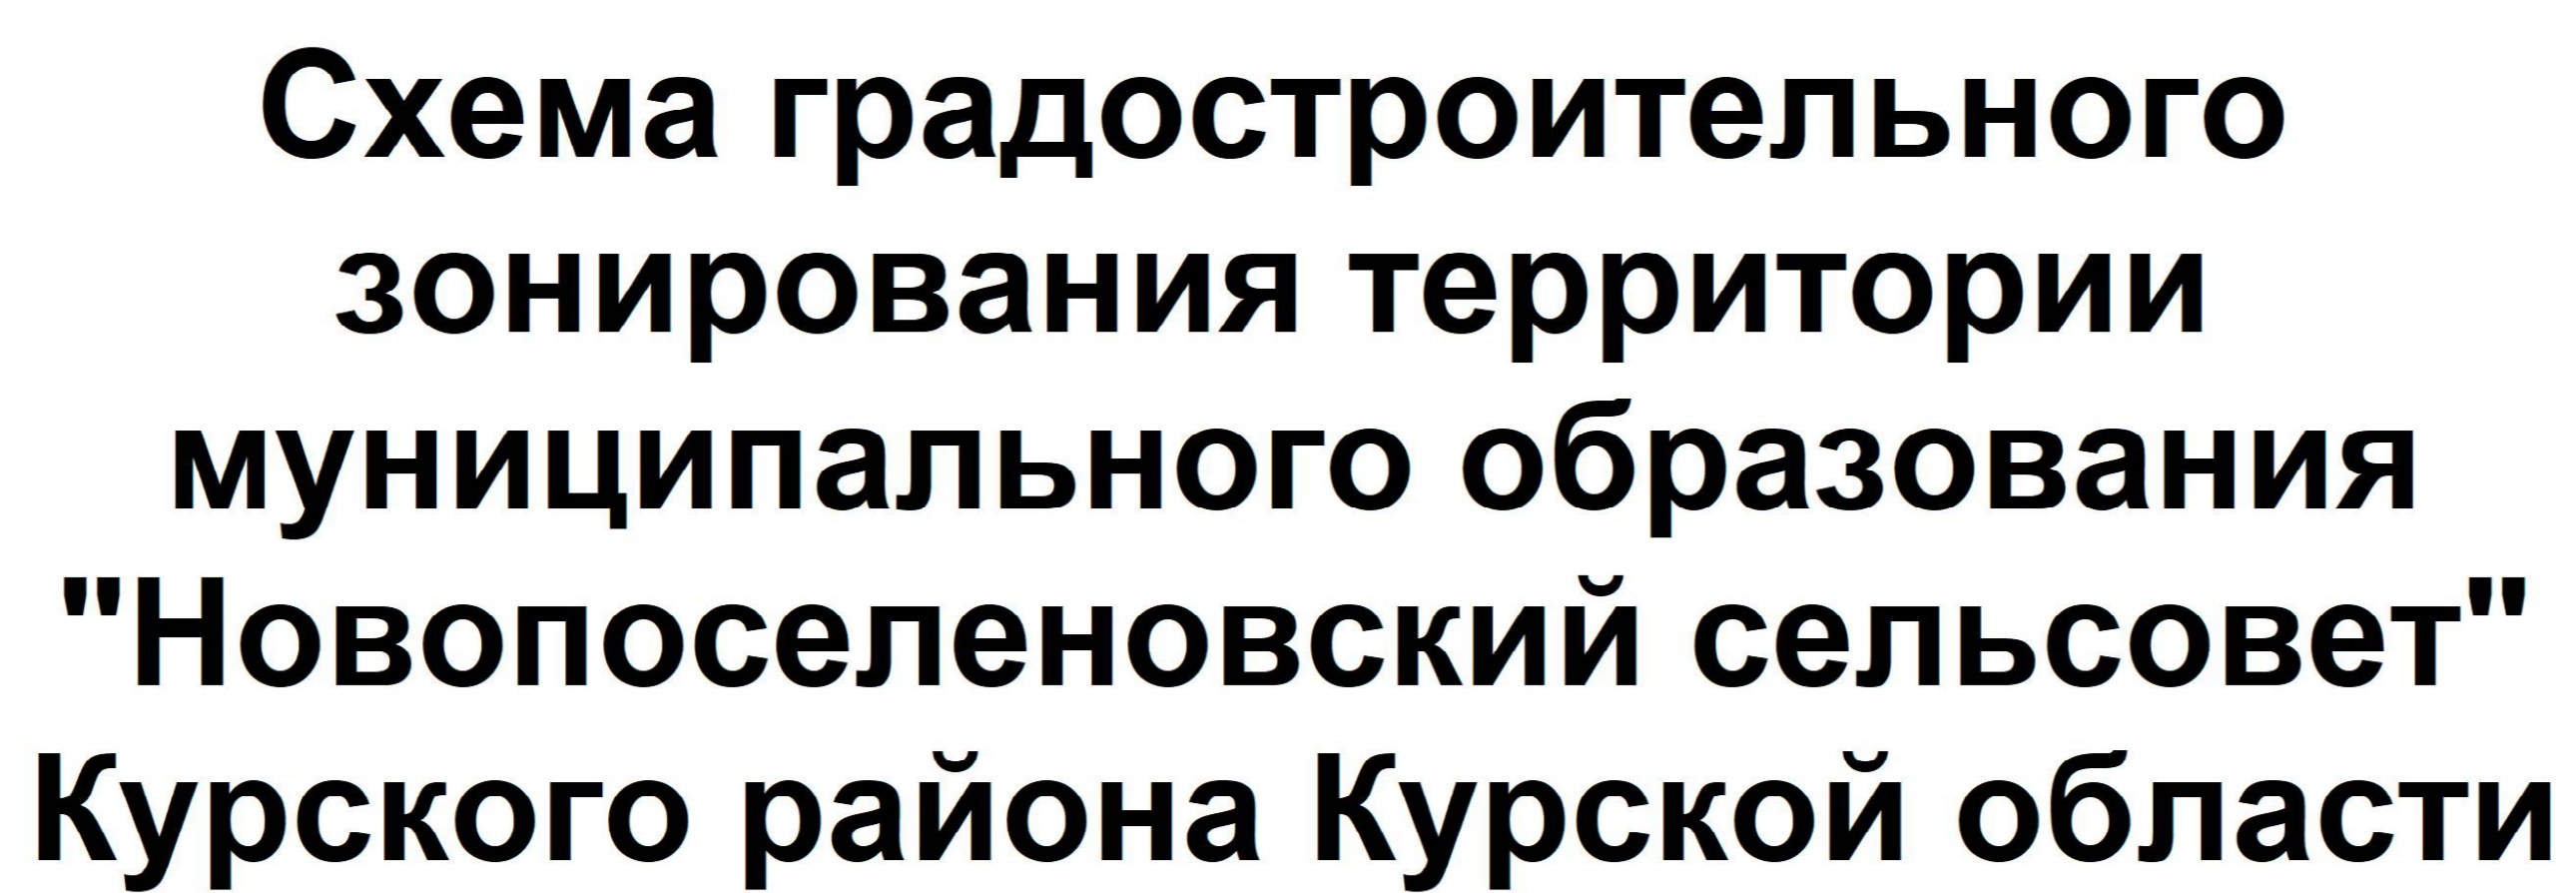 Схема градостроительного
зонирования территории
муниципального образования
"Новопоселеновский сельсовет"
Курского района Курской области